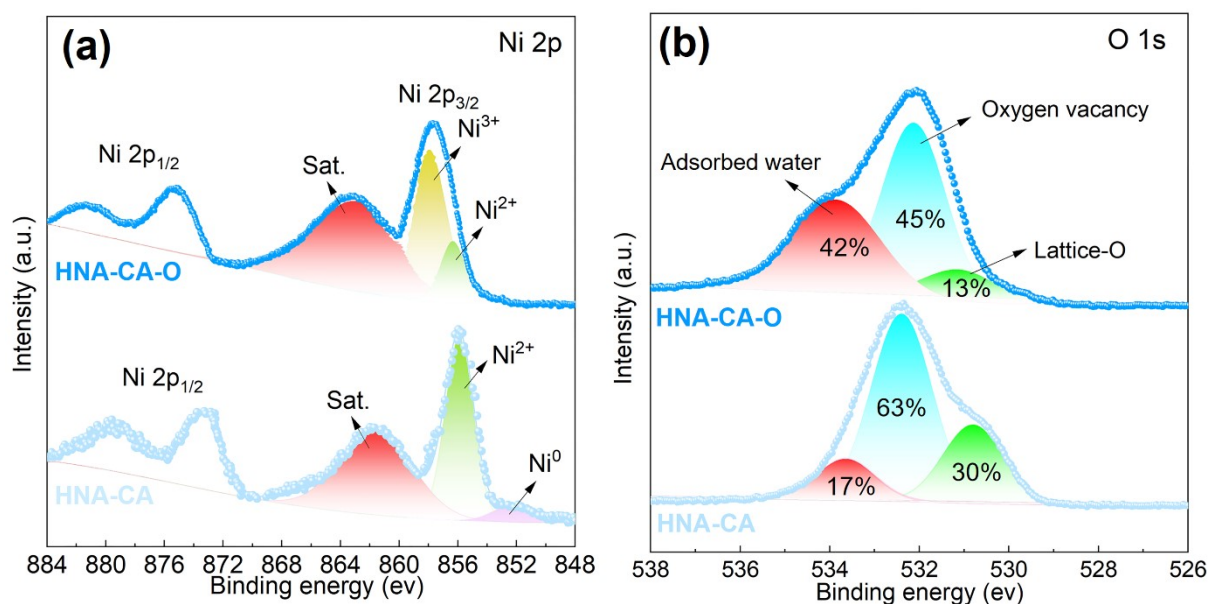 (a)
Ni 2p
Ni 2p3/2
Ni3+
Ni 2p1/2
Sat.
Ni2+
HNA-CA-O
Ni2+
Ni 2p1/2
Sat.
Ni0
HNA-CA
Intensity (a.u.)
884 880 876 872 868 864 860 856 852 848
Binding energy (ev)
(b)
O 1s
Oxygen vacancy
Adsorbed water
45%
42%
Lattice-O
13%
HNA-CA-O
63%
30%
17%
HNA-CA
Intensity (a.u.)
538 536 534 532 530 528 526
Binding energy (ev)